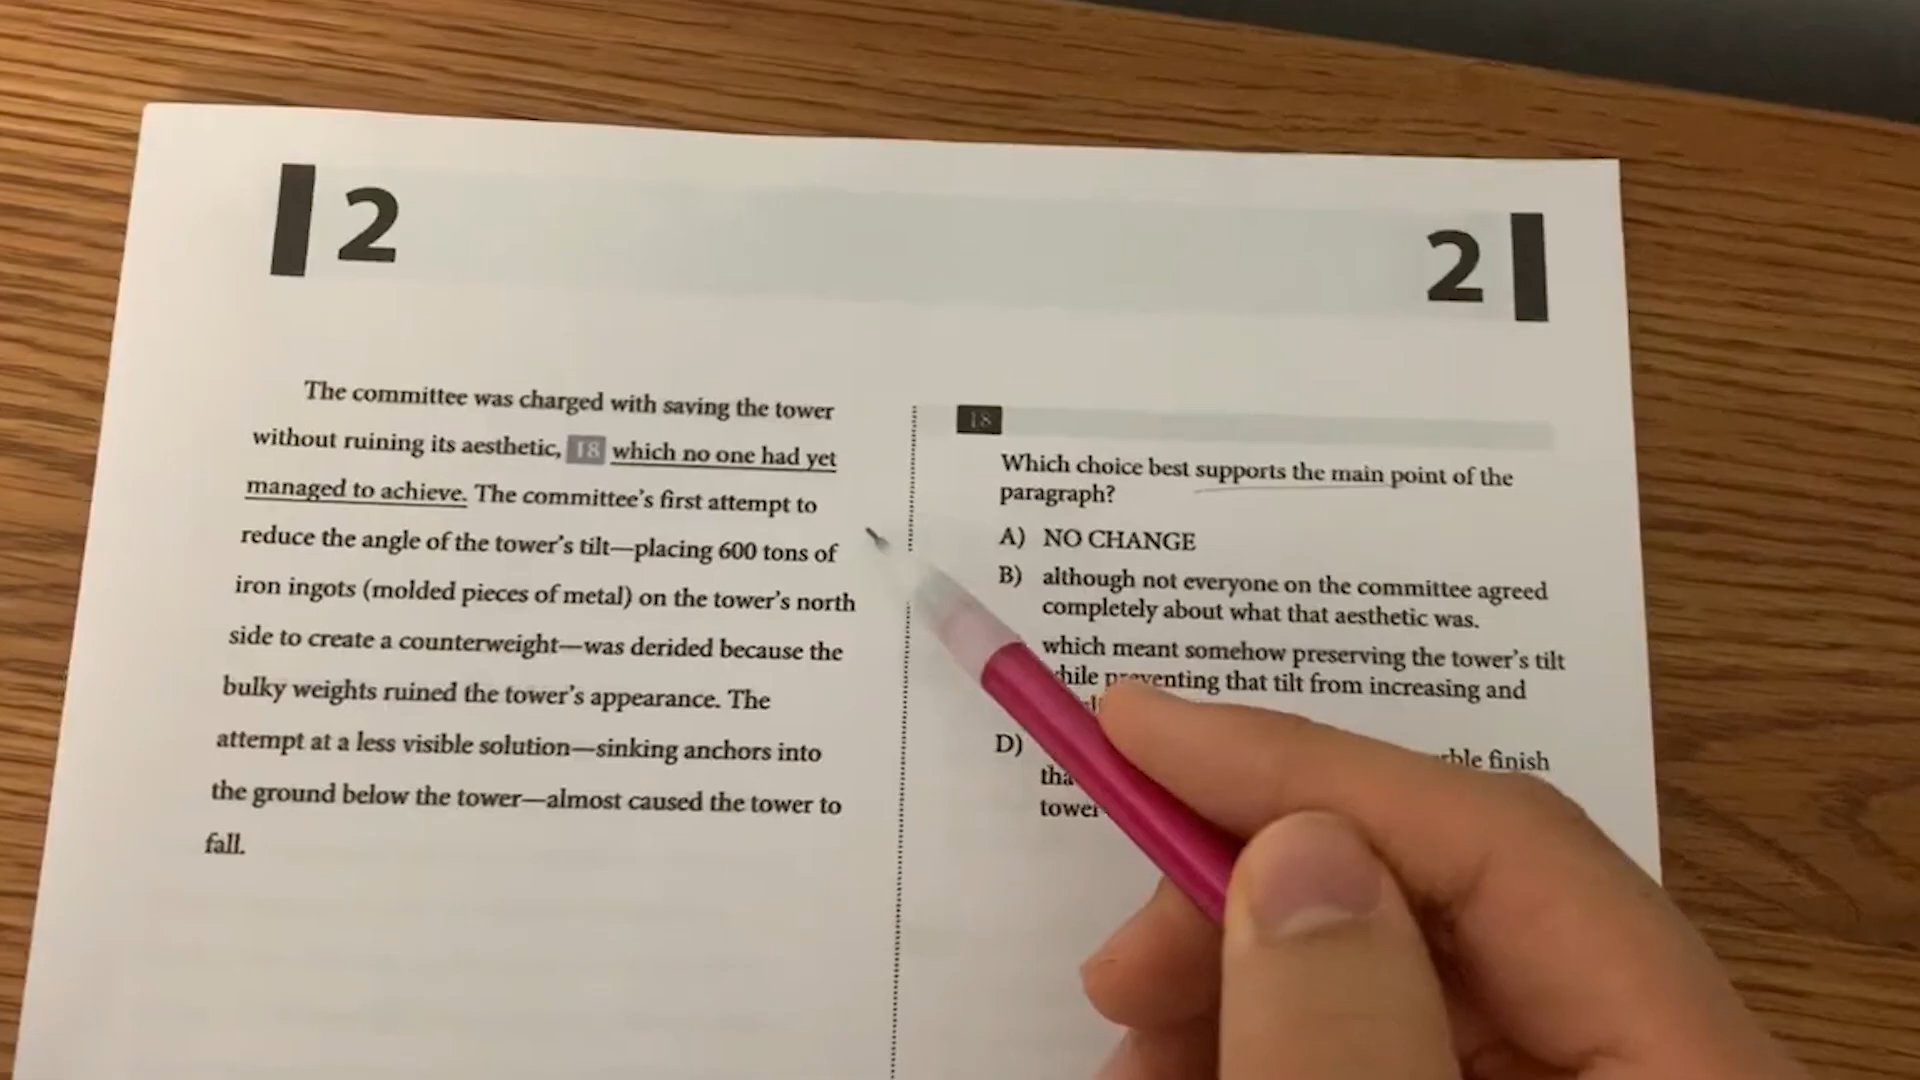 2
2
The committee was charged with saving the tower
without ruining its aesthetic, 18 which no one had yet
managed to achieve. The committee's first attempt to
reduce the angle of the tower's tilt—placing 600 tons of
iron ingots (molded pieces of metal) on the tower's north
side to create a counterweight—was derided because the
bulky weights ruined the tower's appearance. The
attempt at a less visible solution—sinking anchors into
the ground below the tower—almost caused the tower to
fall.
18
Which choice best supports the main point of the
paragraph?
A) NO CHANGE
B) although not everyone on the committee agreed
completely about what that aesthetic was.
which meant somehow preserving the tower's tilt
while preventing that tilt from increasing and
D) finish
tower